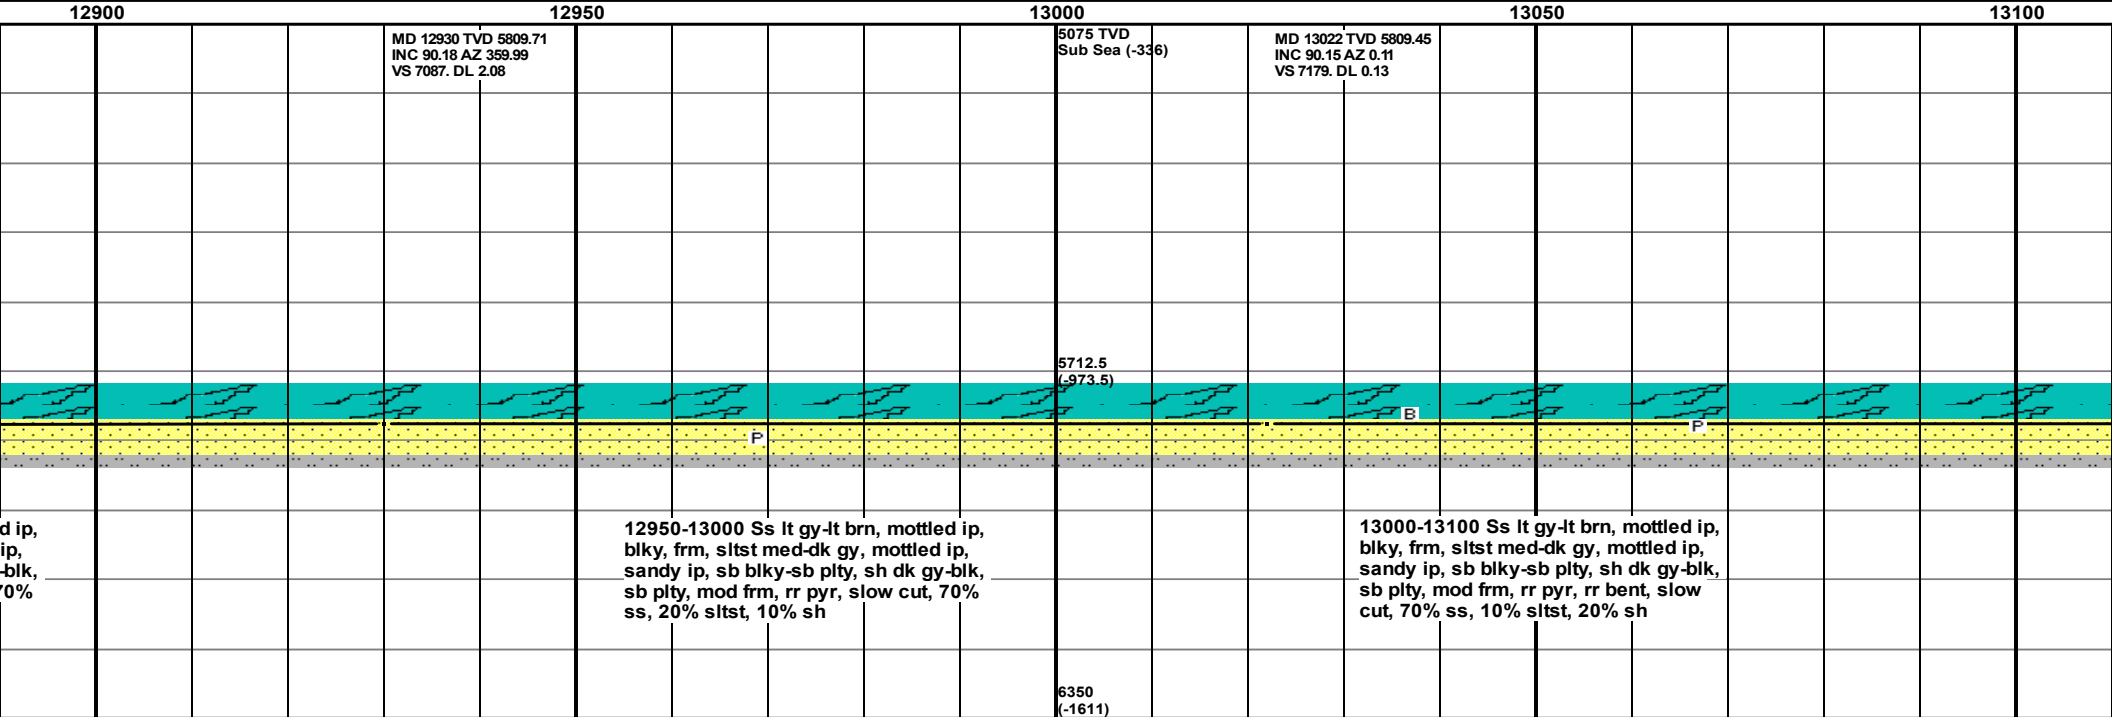 12900 12950 13000 13050 13100
MD 12930 TVD 5809.71
INC 90.18 AZ 359.99
VS 7087. DL 2.08
5075 TVD
Sub Sea (-336)
MD 13022 TVD 5809.45
INC 90.15 AZ 0.11
VS 7179. DL 0.13
5712.5
(-973.5)
B
P
P
d ip,
ip,
-blk,
70%
12950-13000 Ss lt gy-lt brn, mottled ip,
blky, frm, sltst med-dk gy, mottled ip,
sandy ip, sb blky-sb plty, sh dk gy-blk,
sb plty, mod frm, rr pyr, slow cut, 70%
ss, 20% sltst, 10% sh
13000-13100 Ss lt gy-lt brn, mottled ip,
blky, frm, sltst med-dk gy, mottled ip,
sandy ip, sb blky-sb plty, sh dk gy-blk,
sb plty, mod frm, rr pyr, rr bent, slow
cut, 70% ss, 10% sltst, 20% sh
6350
(-1611)